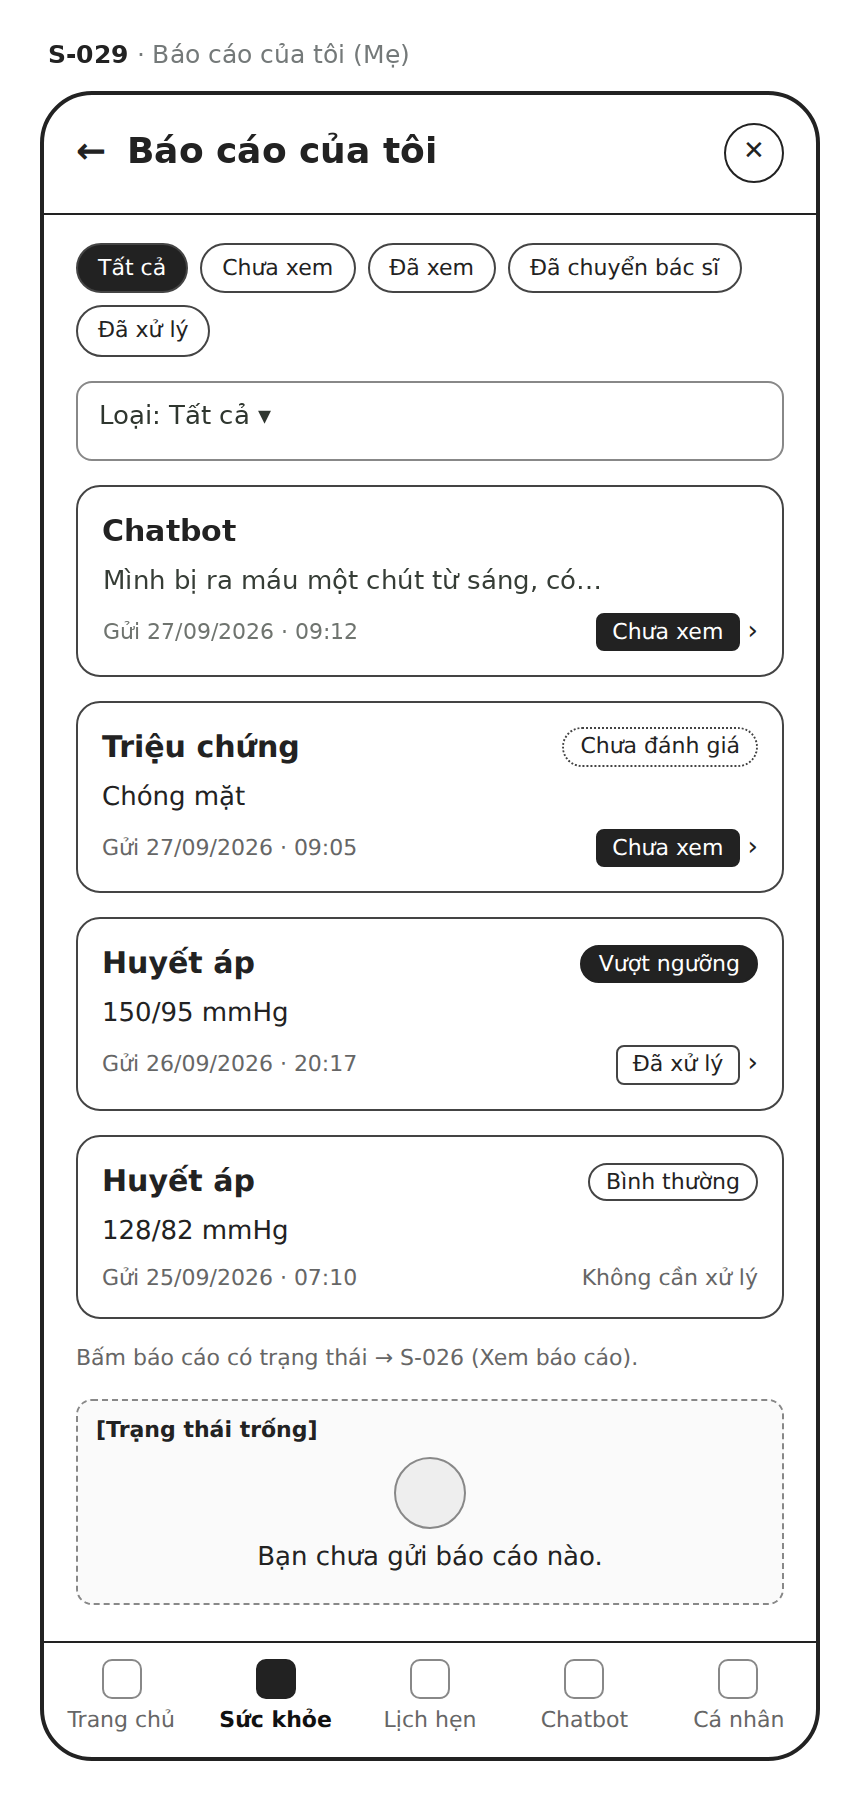 S-029 · Báo cáo của tôi (Mẹ)
← Báo cáo của tôi ✕
Tất cả Chưa xem Đã xem Đã chuyển bác sĩ
Đã xử lý
Loại: Tất cả ▾
Chatbot
Mình bị ra máu một chút từ sáng, có...
Gửi 27/09/2026 · 09:12 Chưa xem ›
Triệu chứng Chưa đánh giá
Chóng mặt
Gửi 27/09/2026 · 09:05 Chưa xem ›
Huyết áp Vượt ngưỡng
150/95 mmHg
Gửi 26/09/2026 · 20:17 Đã xử lý ›
Huyết áp Bình thường
128/82 mmHg
Gửi 25/09/2026 · 07:10 Không cần xử lý
Bấm báo cáo có trạng thái → S-026 (Xem báo cáo).
[Trạng thái trống]
Bạn chưa gửi báo cáo nào.
Trang chủ Sức khỏe Lịch hẹn Chatbot Cá nhân